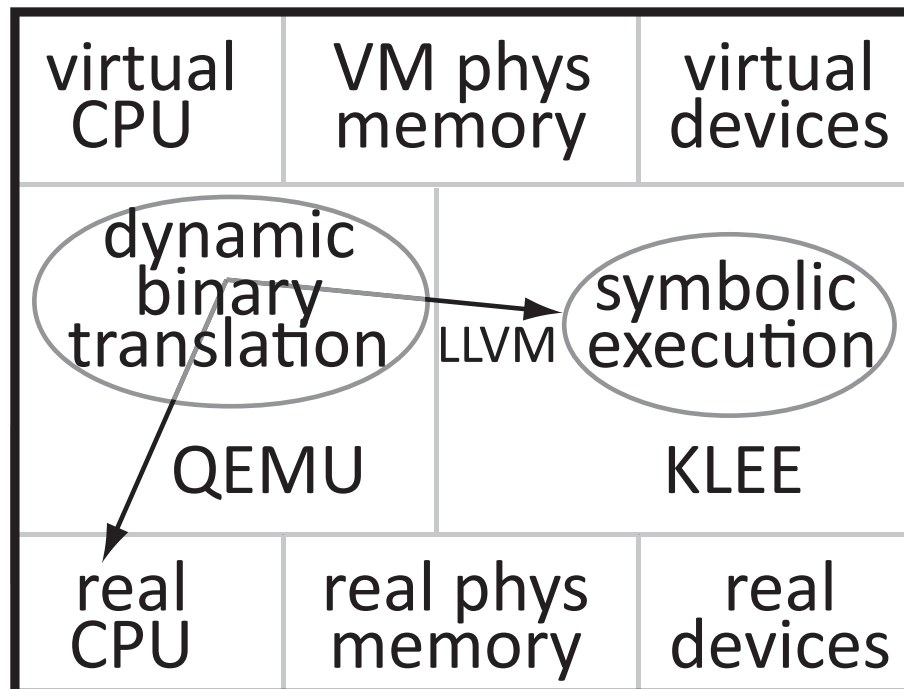 virtual
CPU
VM phys
memory
virtual
devices
dynamic
binary
translation
LLVM
symbolic
execution
QEMU
KLEE
real
CPU
real phys
memory
real
devices